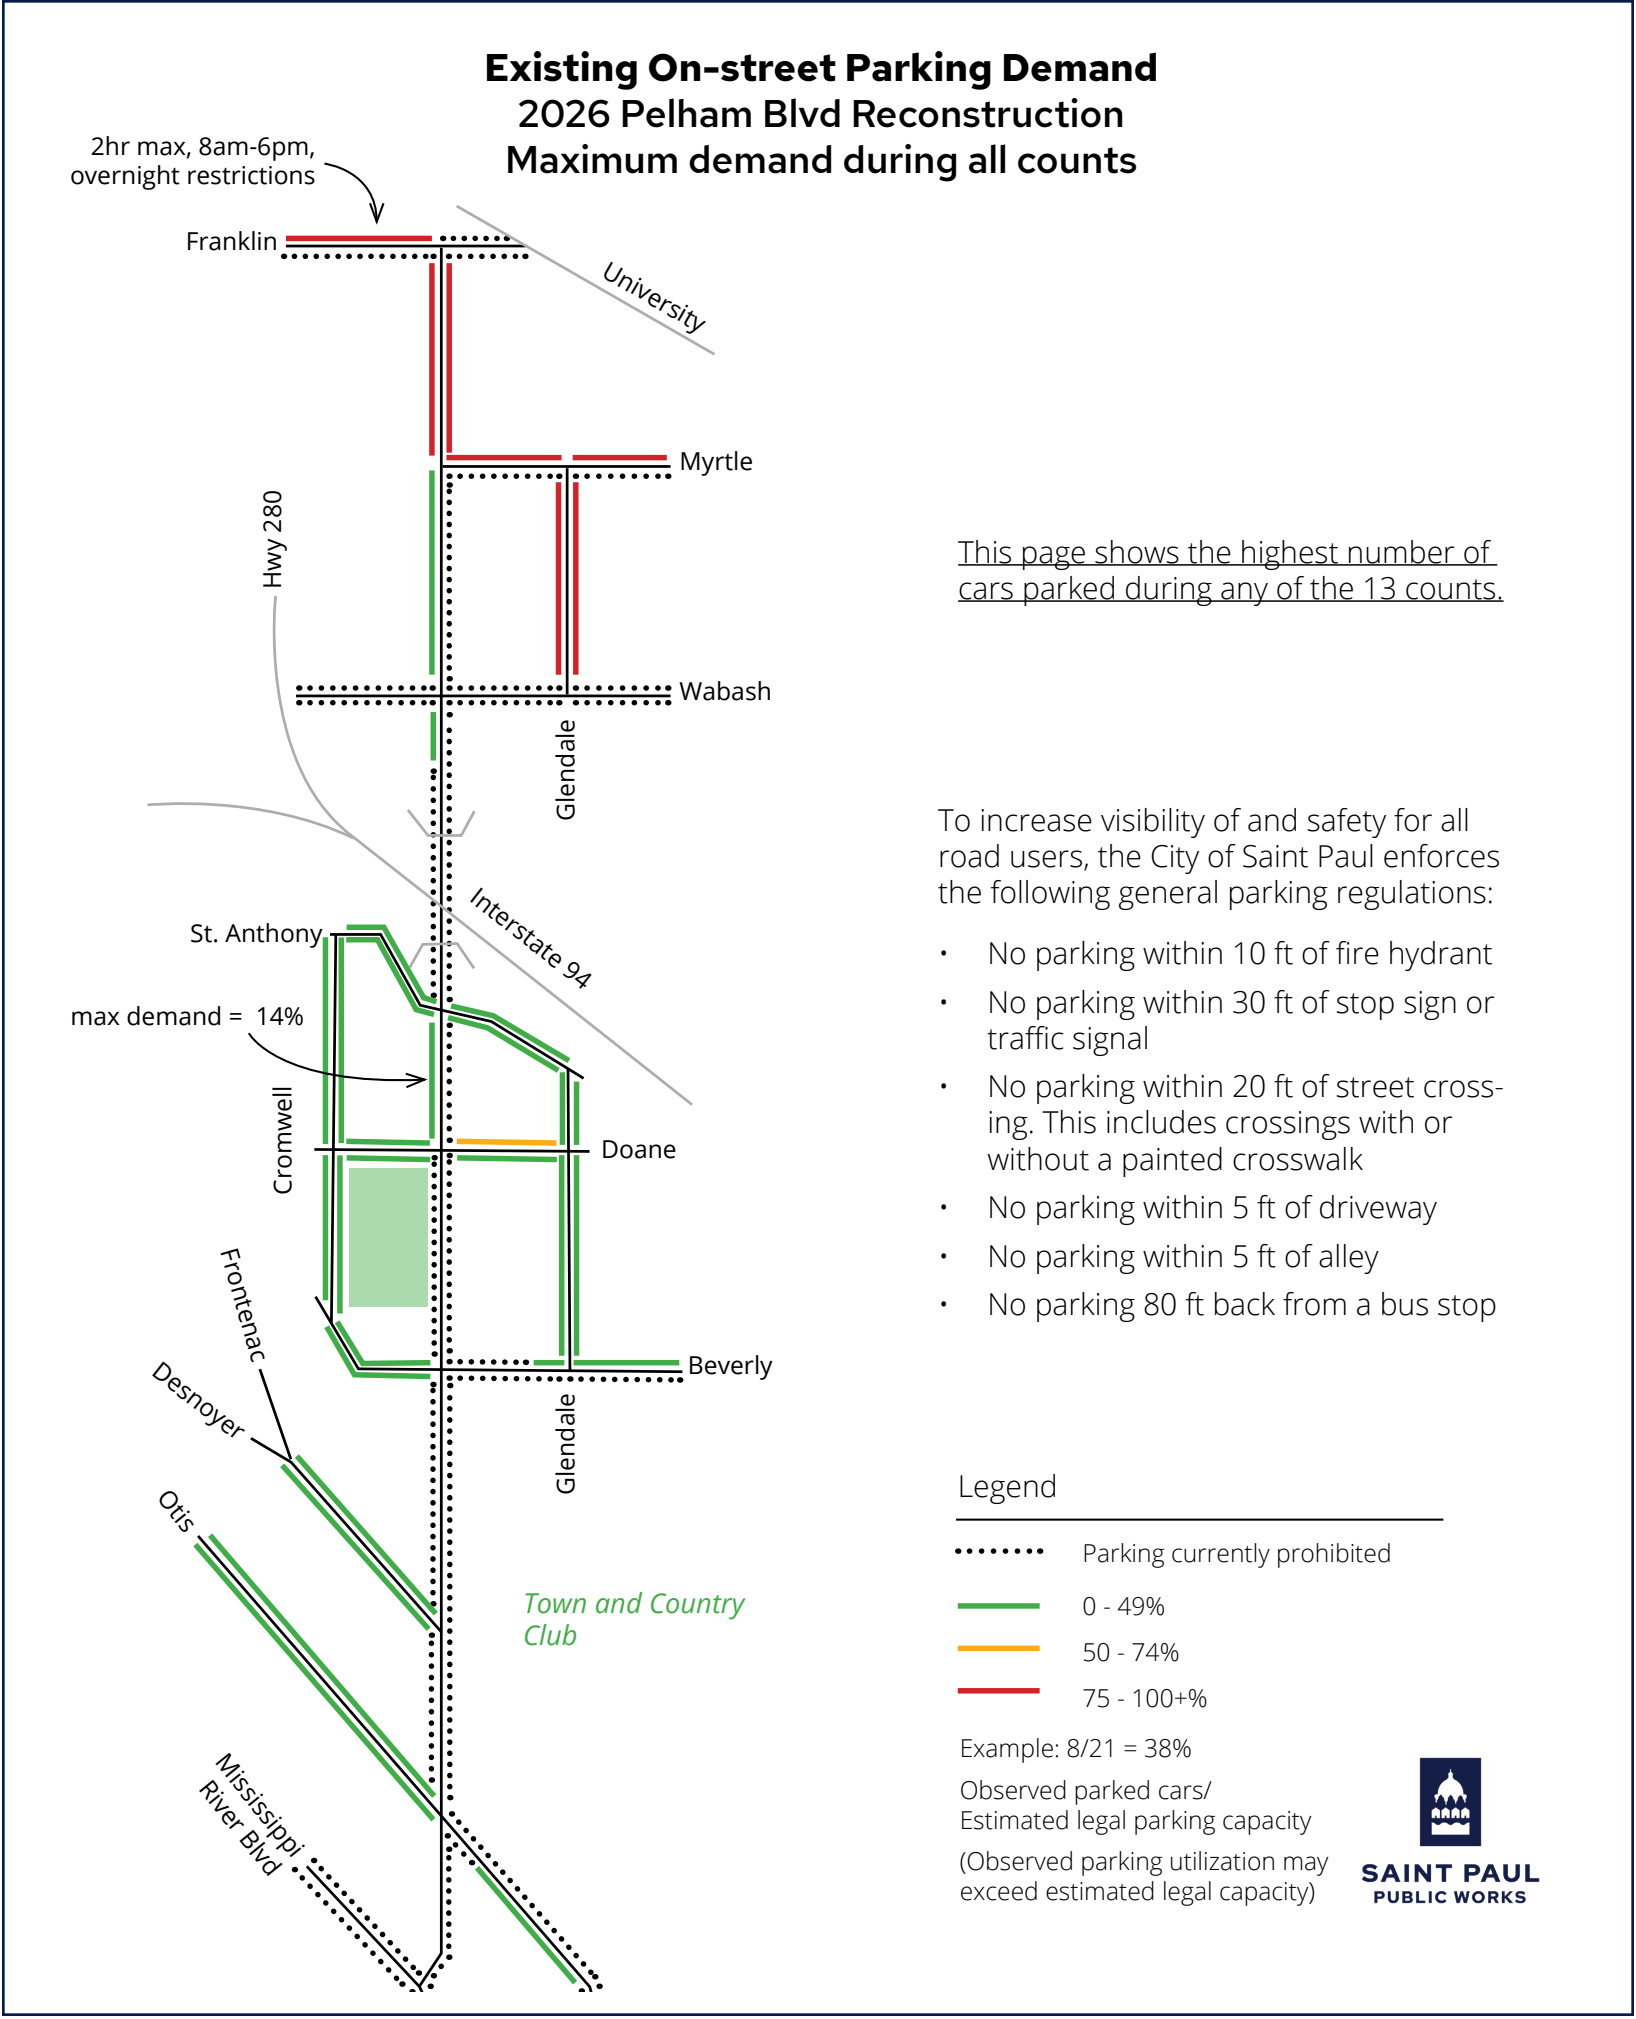 Existing On-street Parking Demand
2026 Pelham Blvd Reconstruction
Maximum demand during all counts
2hr max, 8am-6pm,
overnight restrictions
Franklin
University
Myrtle
Hwy 280
This page shows the highest number of
cars parked during any of the 13 counts.
Wabash
Glendale
To increase visibility of and safety for all
road users, the City of Saint Paul enforces
the following general parking regulations:
• No parking within 10 ft of fire hydrant
• No parking within 30 ft of stop sign or
traffic signal
• No parking within 20 ft of street cross-
ing. This includes crossings with or
without a painted crosswalk
• No parking within 5 ft of driveway
• No parking within 5 ft of alley
• No parking 80 ft back from a bus stop
Interstate 94
St. Anthony
max demand = 14%
Cromwell
Doane
Frontenac
Desnoyer
Beverly
Glendale
Otis
Town and Country
Club
Mississippi
River Blvd
Legend
Parking currently prohibited
0 - 49%
50 - 74%
75 - 100+%
Example: 8/21 = 38%
Observed parked cars/
Estimated legal parking capacity
(Observed parking utilization may
exceed estimated legal capacity)
SAINT PAUL
PUBLIC WORKS